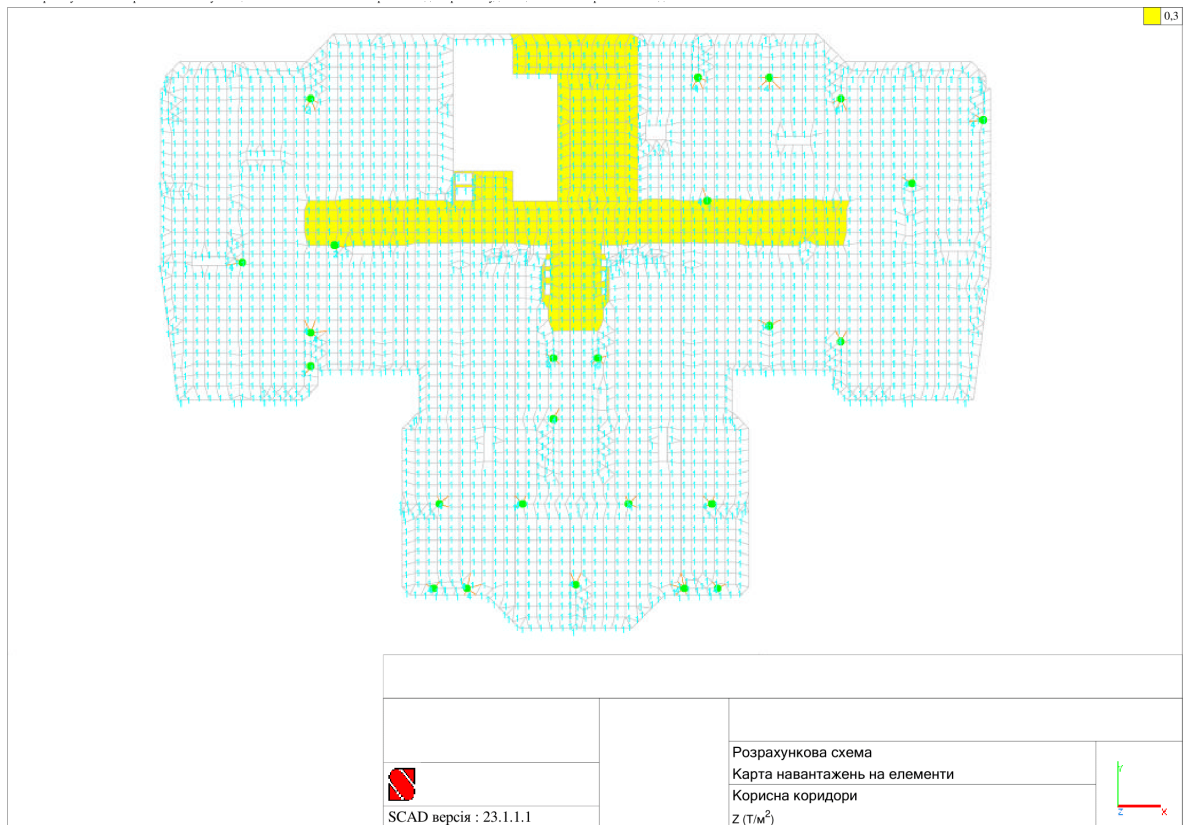 0,3
Розрахункова схема
Карта навантажень на елементи
Корисна коридори
Z (Т/м²)
SCAD версія : 23.1.1.1
Y
Z
X